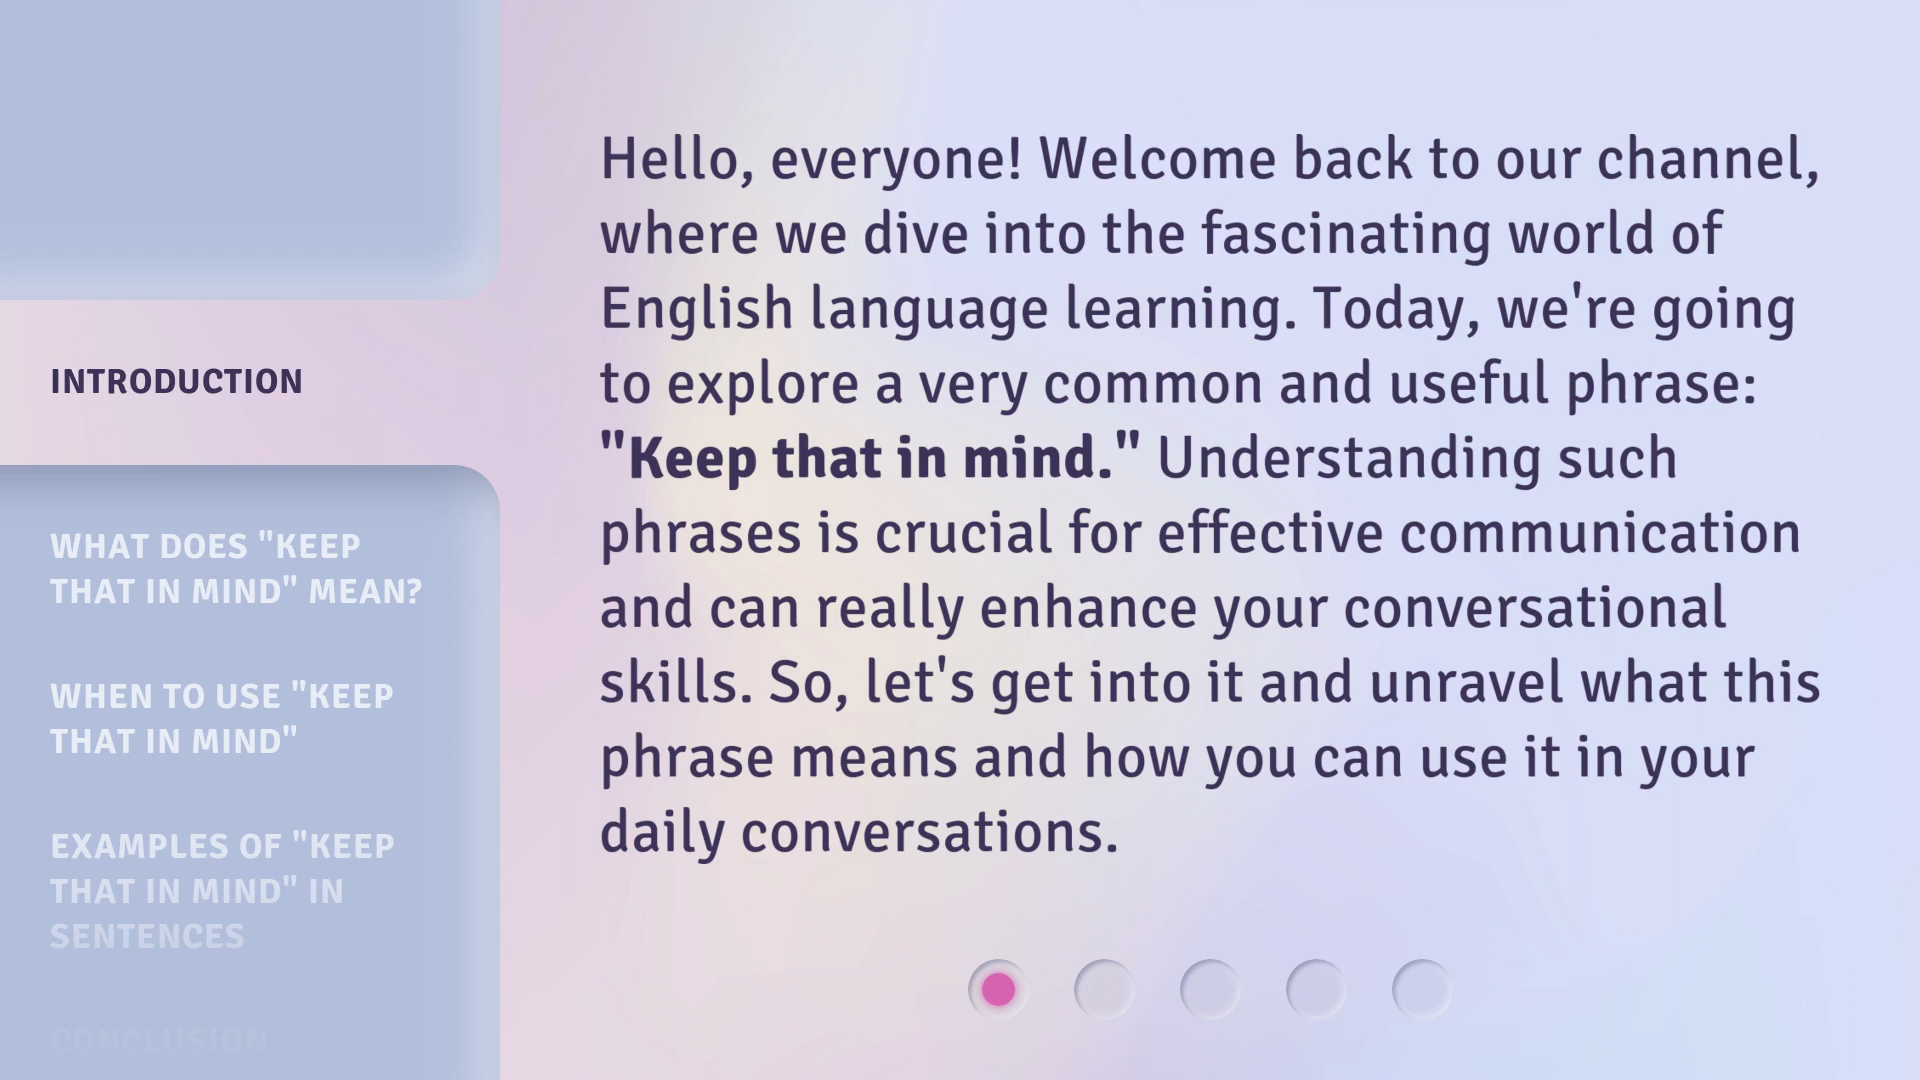 INTRODUCTION
WHAT DOES "KEEP
THAT IN MIND" MEAN?
WHEN TO USE "KEEP
THAT IN MIND"
EXAMPLES OF "KEEP
THAT IN MIND" IN
SENTENCES
CONCLUSION
Hello, everyone! Welcome back to our channel,
where we dive into the fascinating world of
English language learning. Today, we're going
to explore a very common and useful phrase:
"Keep that in mind." Understanding such
phrases is crucial for effective communication
and can really enhance your conversational
skills. So, let's get into it and unravel what this
phrase means and how you can use it in your
daily conversations.